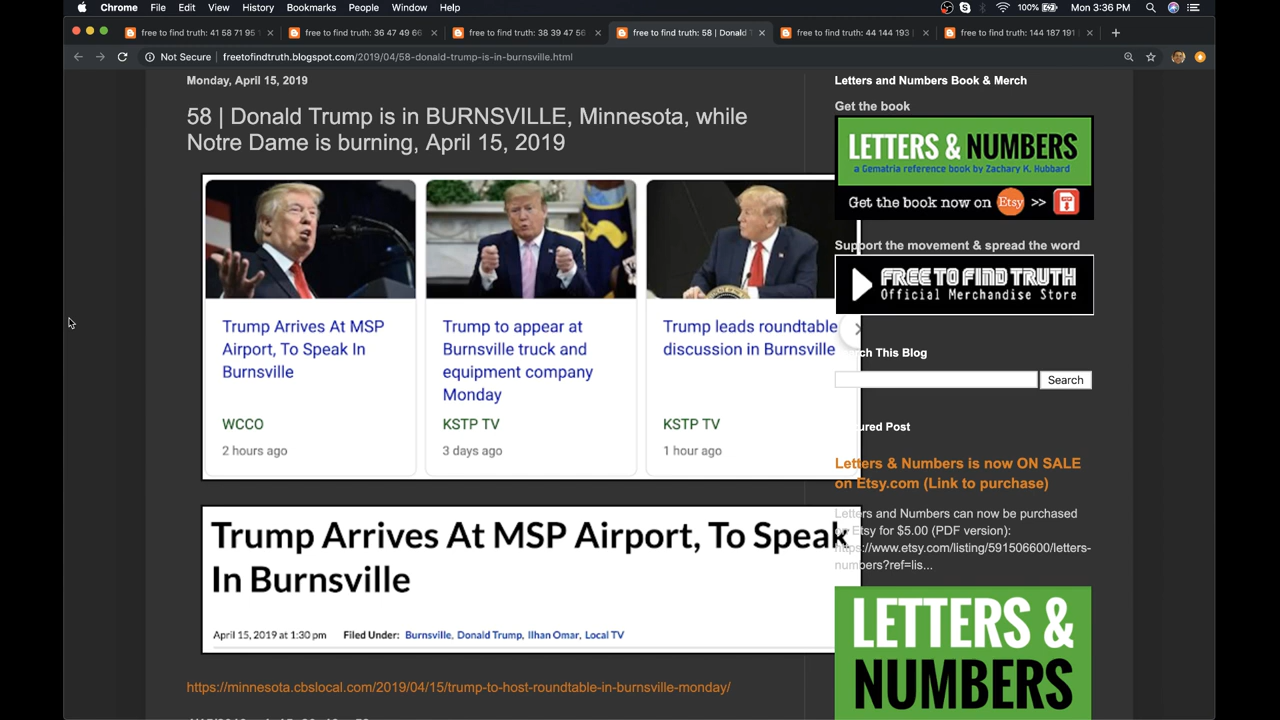 Chrome File Edit View History Bookmarks People Window Help 100% Mon 3:36 PM
free to find truth: 41 58 71 95 free to find truth: 36 47 49 66 free to find truth: 38 39 47 56 free to find truth: 58 | Donald free to find truth: 44 144 193 free to find truth: 144 187 191
Not Secure | freetofindtruth.blogspot.com/2019/04/58-donald-trump-is-in-burnsville.html
Monday, April 15, 2019
58 | Donald Trump is in BURNSVILLE, Minnesota, while
Notre Dame is burning, April 15, 2019
Trump Arrives At MSP
Airport, To Speak In
Burnsville
WCCO
2 hours ago
Trump to appear at
Burnsville truck and
equipment company
Monday
KSTP TV
3 days ago
Trump leads roundtable
discussion in Burnsville
KSTP TV
1 hour ago
Trump Arrives At MSP Airport, To Speak
In Burnsville
April 15, 2019 at 1:30 pm Filed Under: Burnsville, Donald Trump, Ilhan Omar, Local TV
https://minnesota.cbslocal.com/2019/04/15/trump-to-host-roundtable-in-burnsville-monday/
Letters and Numbers Book & Merch
Get the book
LETTERS & NUMBERS
a Gematria reference book by Zachary K. Hubbard
Get the book now on Etsy >>
Support the movement & spread the word
FREE TO FIND TRUTH
Official Merchandise Store
ch This Blog
Search
ured Post
Letters & Numbers is now ON SALE
on Etsy.com (Link to purchase)
Letters and Numbers can now be purchased
on Etsy for $5.00 (PDF version):
https://www.etsy.com/listing/591506600/letters-
numbers?ref=lis...
LETTERS &
NUMBERS